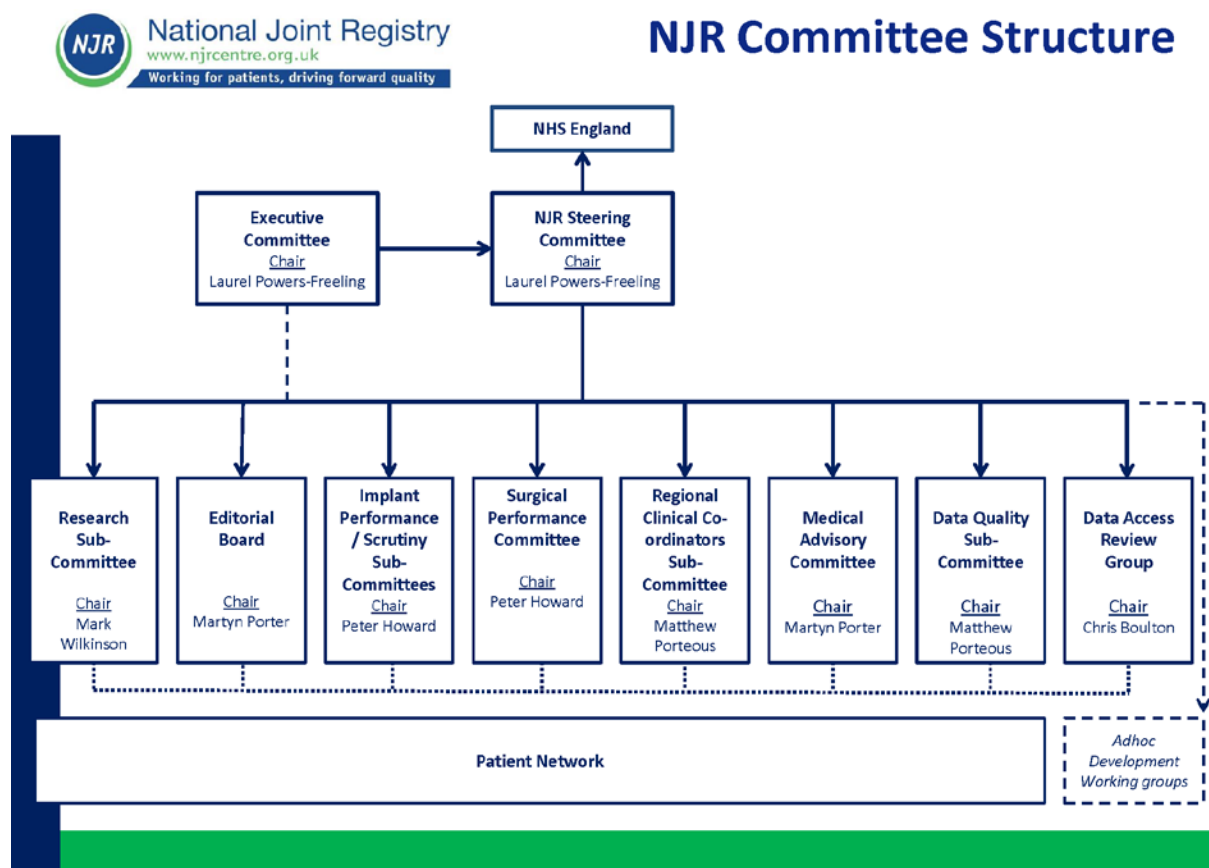 NJR
National Joint Registry
www.njrcentre.org.uk
Working for patients, driving forward quality
NJR Committee Structure
NHS England
Executive
Committee
Chair
Laurel Powers-Freeling
NJR Steering
Committee
Chair
Laurel Powers-Freeling
Research
Sub-
Committee
Chair
Mark
Wilkinson
Editorial
Board
Chair
Martyn Porter
Implant
Performance
/ Scrutiny
Sub-
Committees
Chair
Peter Howard
Surgical
Performance
Committee
Chair
Peter Howard
Regional
Clinical Co-
ordinators
Sub-
Committee
Chair
Matthew
Porteous
Medical
Advisory
Committee
Chair
Martyn Porter
Data Quality
Sub-
Committee
Chair
Matthew
Porteous
Data Access
Review
Group
Chair
Chris Boulton
Patient Network
Adhoc
Development
Working groups